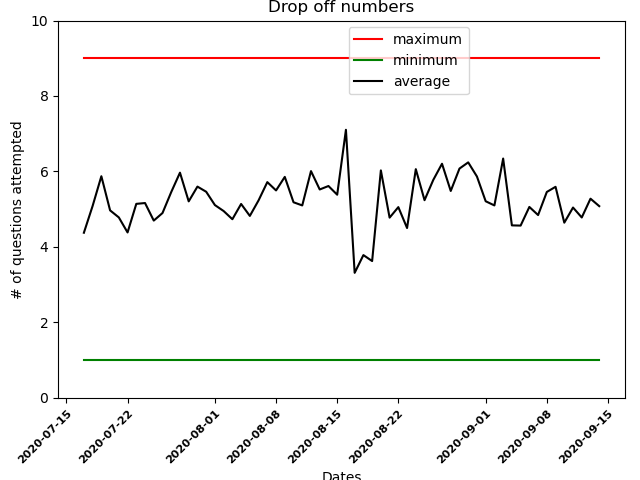 Drop off numbers
maximum
minimum
average
# of questions attempted
10
8
6
4
2
0
2020-07-15
2020-07-22
2020-08-01
2020-08-08
2020-08-15
2020-08-22
2020-09-01
2020-09-08
2020-09-15
Dates